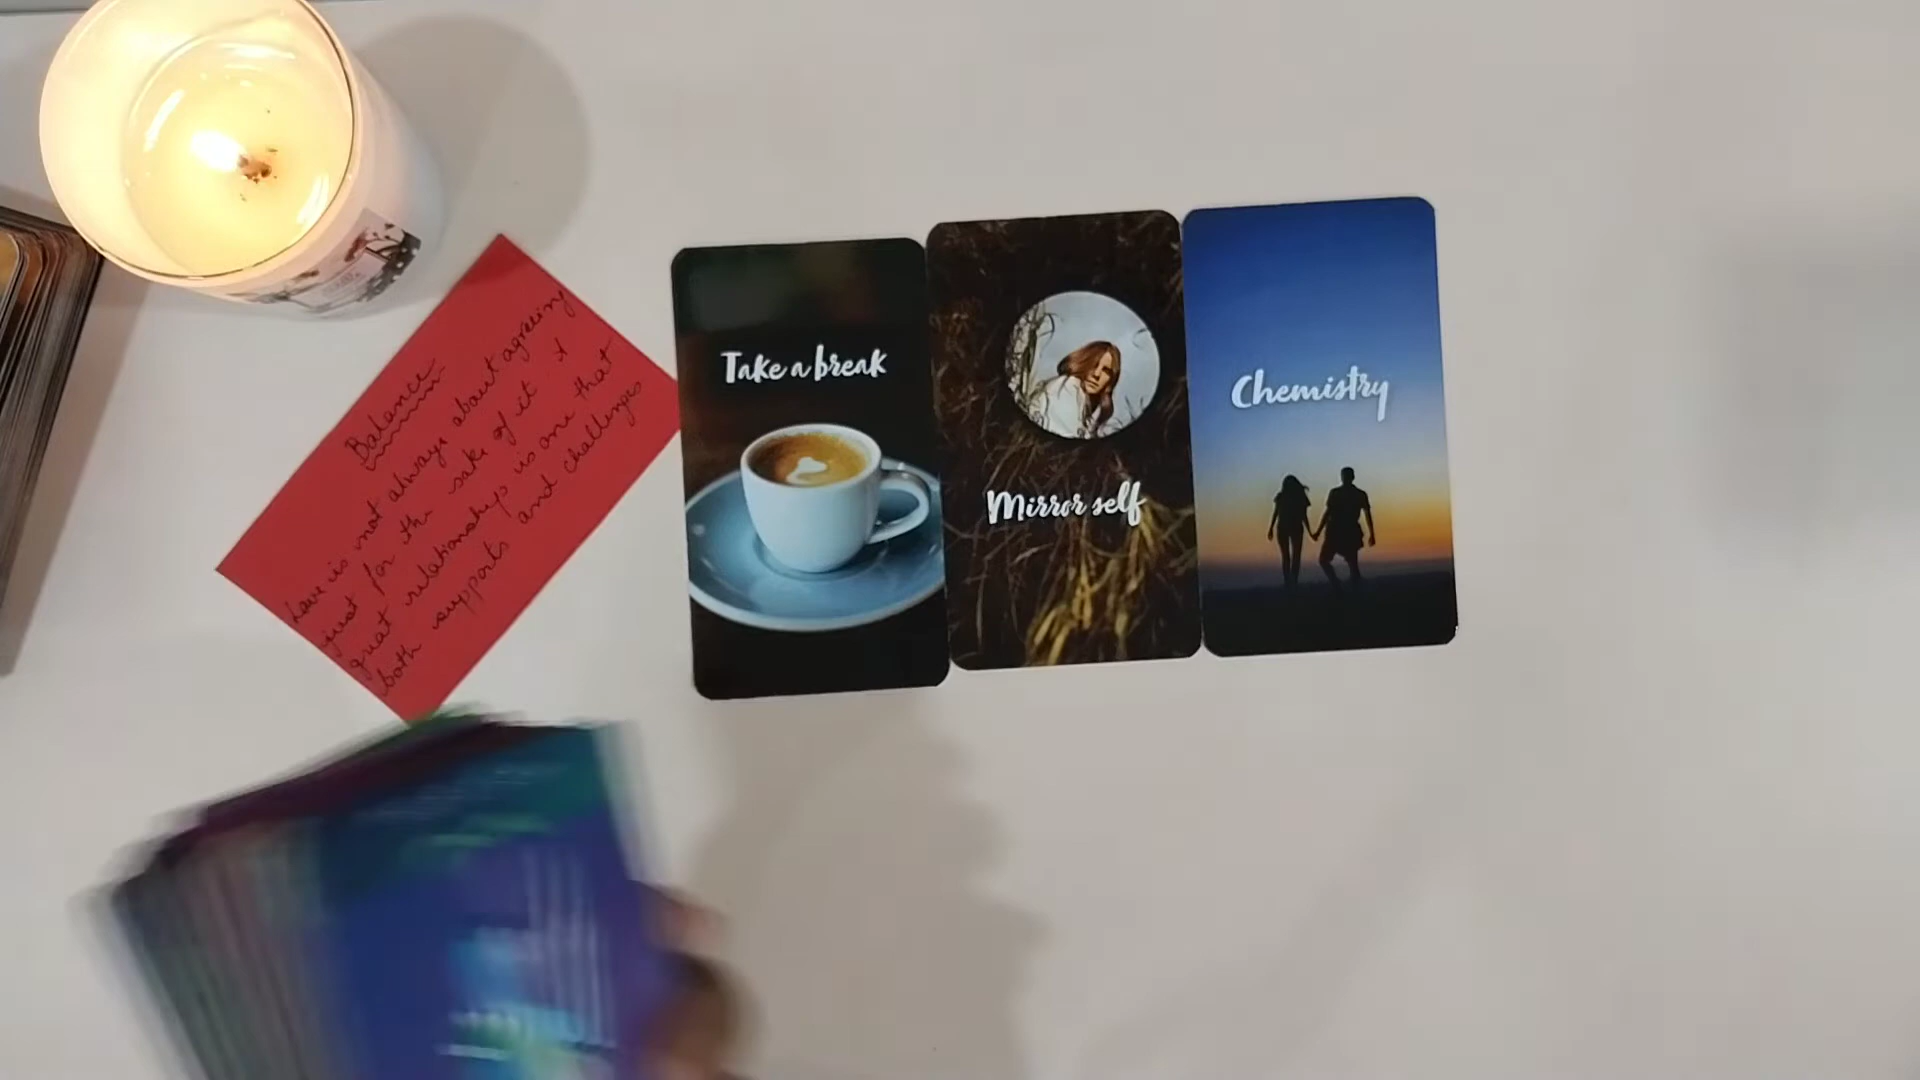 Balance
Love is not always about agreeing
just for the sake of it. A
great relationship is one that
both supports and challenges
Take a break
Mirror self
Chemistry